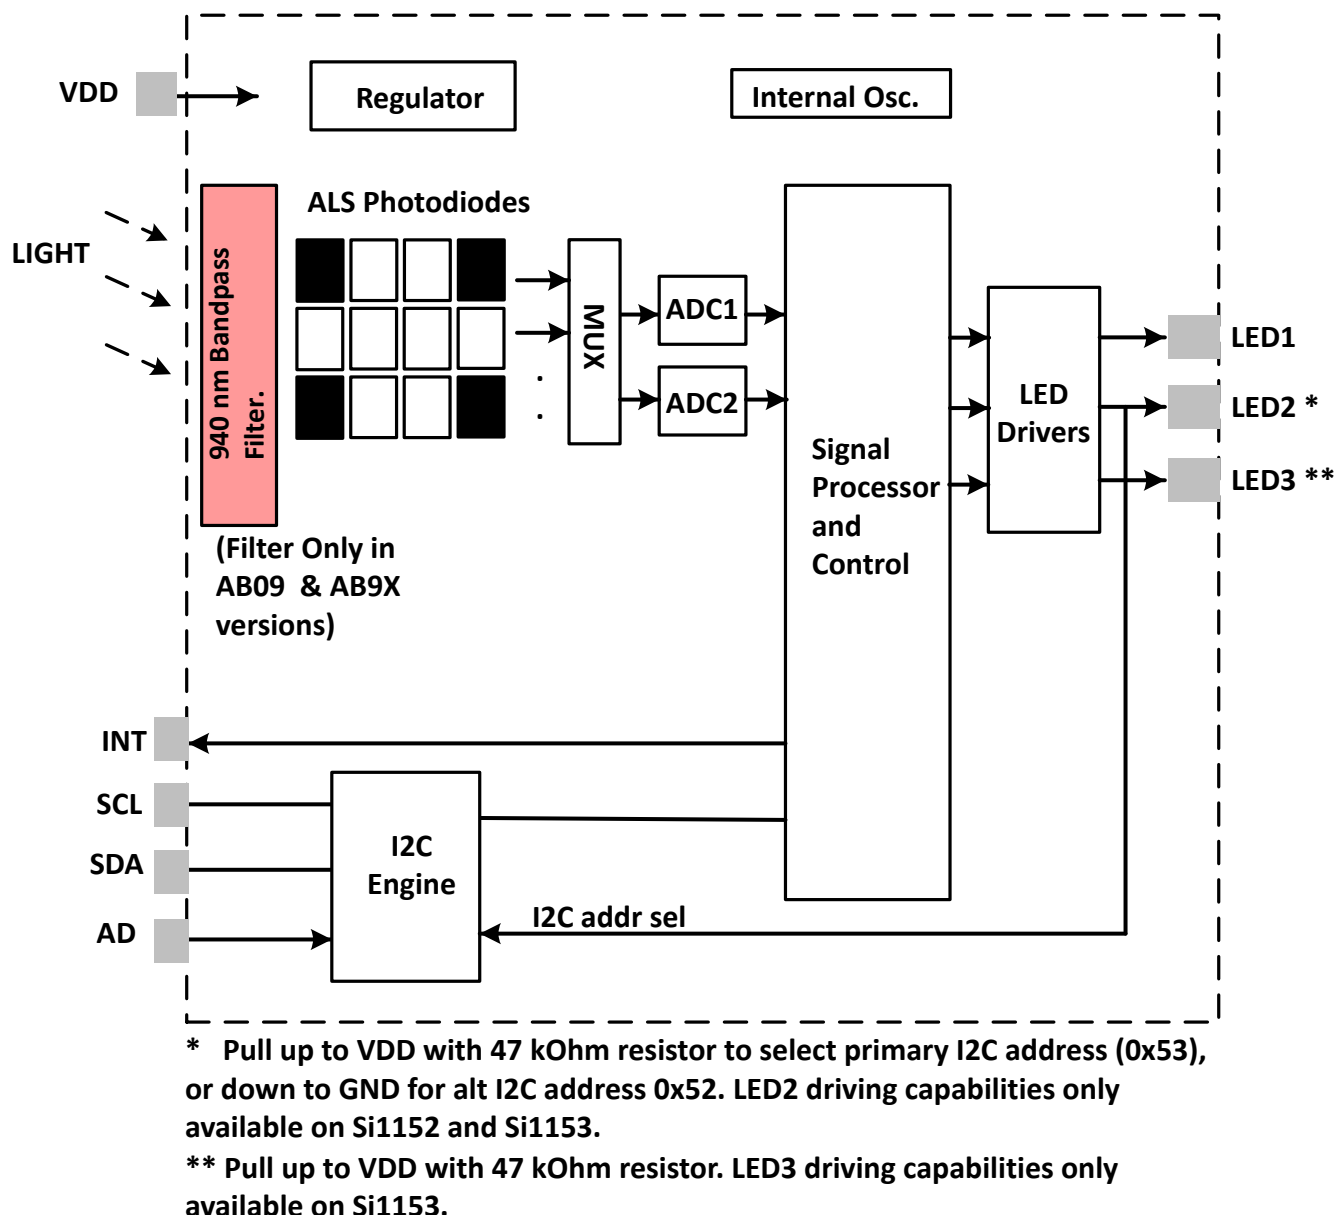 VDD
Regulator
Internal Osc.
LIGHT
940 nm Bandpass
Filter.
ALS Photodiodes
MUX
ADC1
ADC2
Signal
Processor
and
Control
LED
Drivers
LED1
LED2 *
LED3 **
(Filter Only in
AB09 & AB9X
versions)
INT
SCL
SDA
AD
I2C
Engine
I2C addr sel
* Pull up to VDD with 47 kOhm resistor to select primary I2C address (0x53),
or down to GND for alt I2C address 0x52. LED2 driving capabilities only
available on Si1152 and Si1153.
** Pull up to VDD with 47 kOhm resistor. LED3 driving capabilities only
available on Si1153.